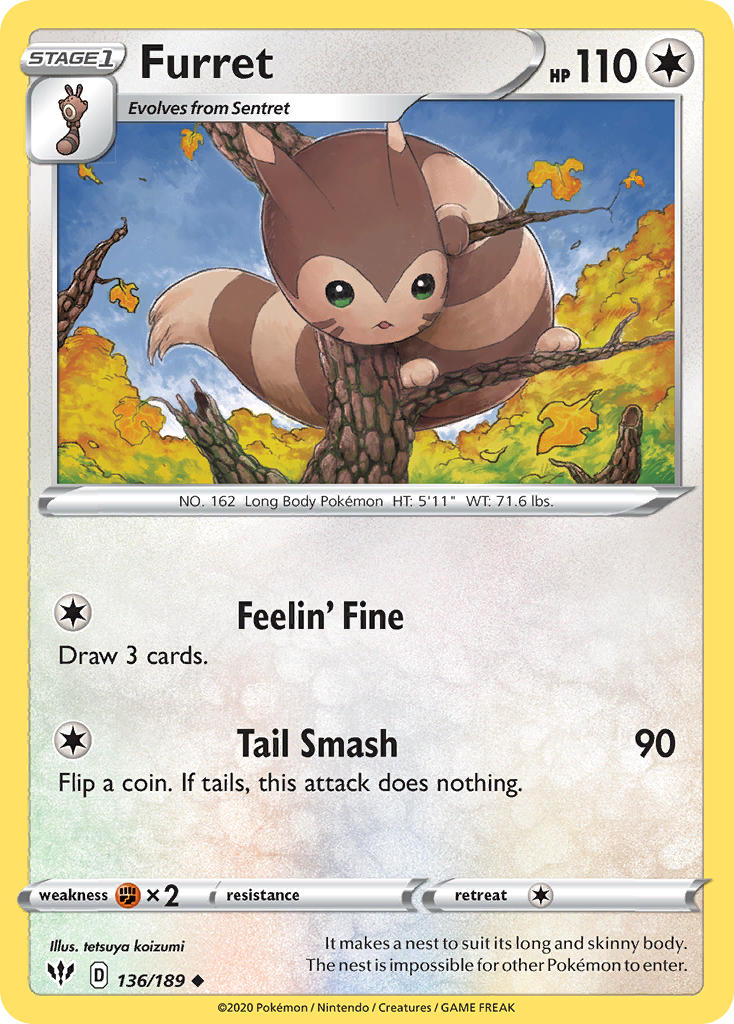 STAGE1
Furret
HP 110
Evolves from Sentret
NO. 162 Long Body Pokémon HT: 5'11" WT: 71.6 lbs.
Feelin' Fine
Draw 3 cards.
Tail Smash 90
Flip a coin. If tails, this attack does nothing.
weakness ×2 resistance retreat
Illus. tetsuya koizumi
It makes a nest to suit its long and skinny body.
The nest is impossible for other Pokémon to enter.
D 136/189
©2020 Pokémon / Nintendo / Creatures / GAME FREAK